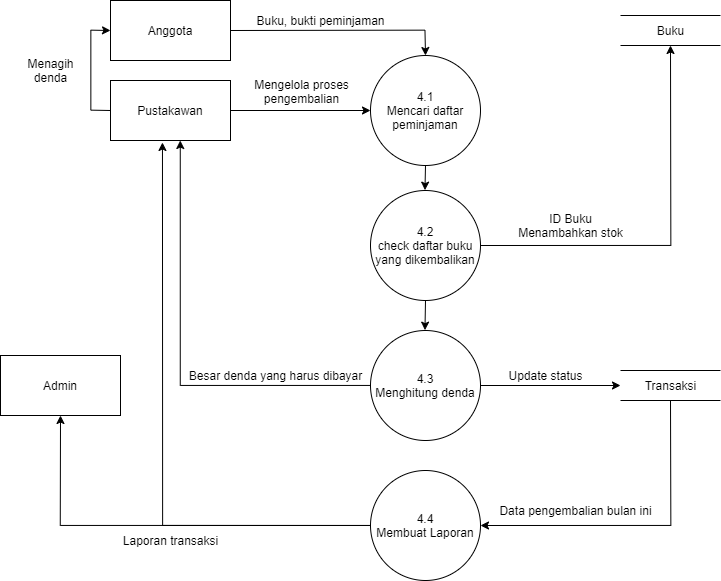 Anggota
Buku, bukti peminjaman
Buku
Menagih
denda
Pustakawan
Mengelola proses
pengembalian
4.1
Mencari daftar
peminjaman
4.2
check daftar buku
yang dikembalikan
ID Buku
Menambahkan stok
Admin
Besar denda yang harus dibayar
4.3
Menghitung denda
Update status
Transaksi
Laporan transaksi
4.4
Membuat Laporan
Data pengembalian bulan ini